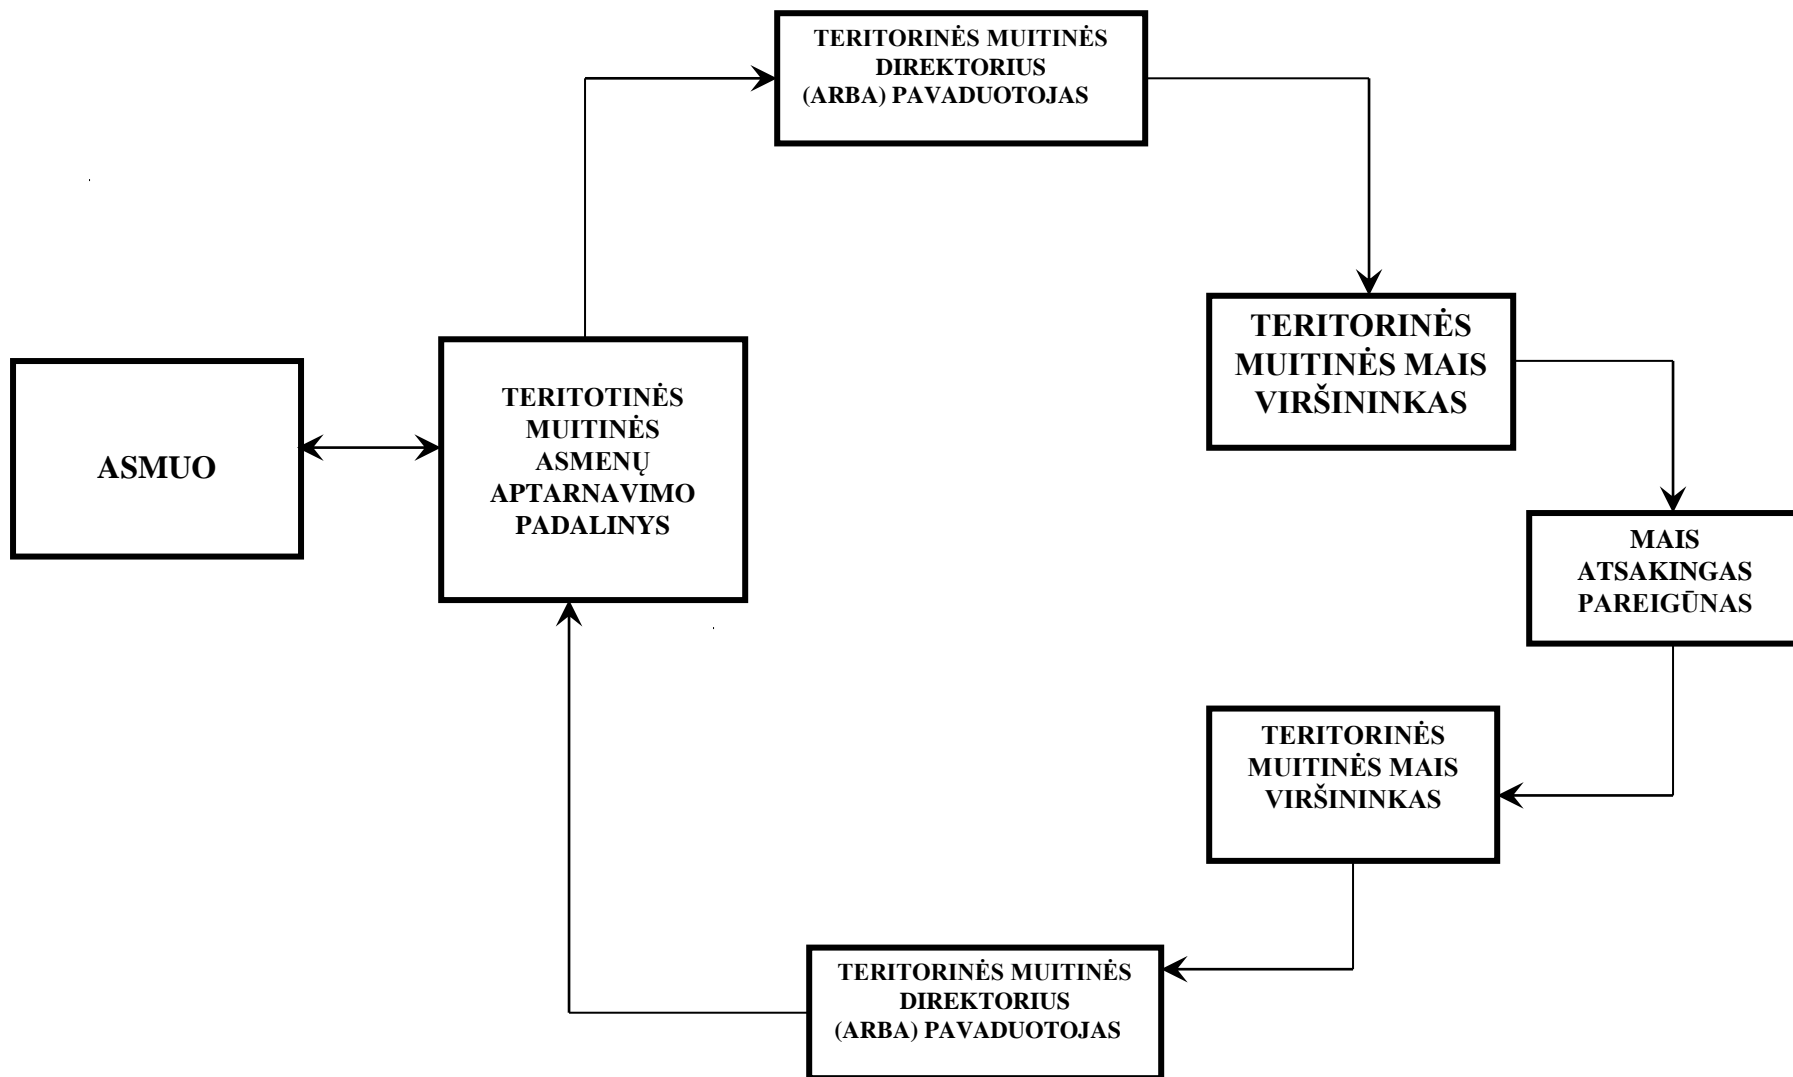 TERITORINĖS MUITINĖS
DIREKTORIUS
(ARBA) PAVADUOTOJAS
TERITORINĖS
MUITINĖS MAIS
VIRŠININKAS
ASMUO
TERITOTINĖS
MUITINĖS
ASMENŲ
APTARNAVIMO
PADALINYS
MAIS
ATSAKINGAS
PAREIGŪNAS
TERITORINĖS
MUITINĖS MAIS
VIRŠININKAS
TERITORINĖS MUITINĖS
DIREKTORIUS
(ARBA) PAVADUOTOJAS